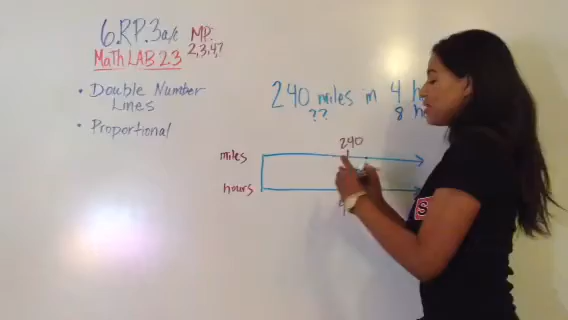 6.RP.3a/c MP:
2,3,4,7
Math LAB 2.3
• Double Number
Lines
• Proportional
240 miles in 4 h
?? 8 h
240
miles
hours
S